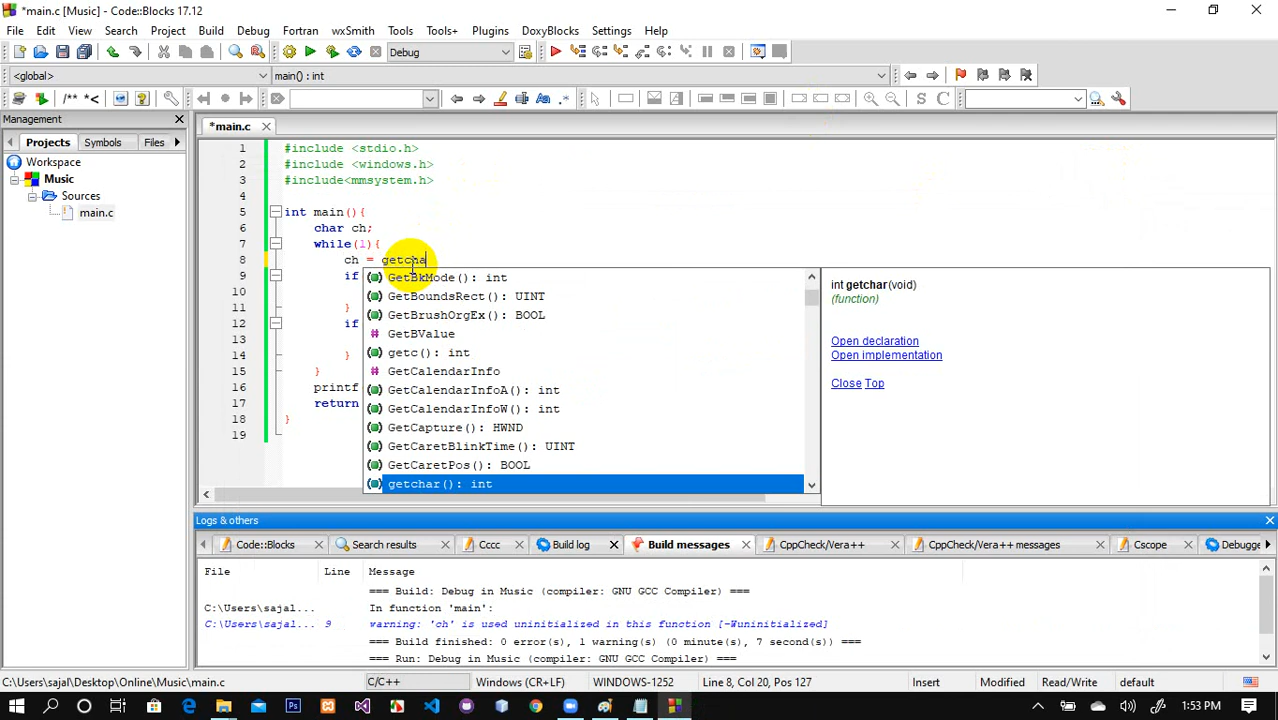 *main.c [Music] - Code::Blocks 17.12
File Edit View Search Project Build Debug Fortran wxSmith Tools Tools+ Plugins DoxyBlocks Settings Help
Debug
<global> main() : int
/** *< S C
Management
Projects Symbols Files
Workspace
Music
Sources
main.c
*main.c
1 #include <stdio.h>
2 #include <windows.h>
3 #include<mmsystem.h>
4
5 int main(){
6 char ch;
7 while(1){
8 ch = getcha
9 if
10
11 }
12 if
13
14 }
15 }
16 printf
17 return
18 }
19
GetBkMode(): int
GetBoundsRect(): UINT
GetBrushOrgEx(): BOOL
# GetBValue
getc(): int
# GetCalendarInfo
GetCalendarInfoA(): int
GetCalendarInfoW(): int
GetCapture(): HWND
GetCaretBlinkTime(): UINT
GetCaretPos(): BOOL
getchar(): int
int getchar(void)
(function)
Open declaration
Open implementation
Close Top
Logs & others
Code::Blocks Search results Cccc Build log Build messages CppCheck/Vera++ CppCheck/Vera++ messages Cscope Debugge
File Line Message
=== Build: Debug in Music (compiler: GNU GCC Compiler) ===
C:\Users\sajal... In function 'main':
C:\Users\sajal... 9 warning: 'ch' is used uninitialized in this function [-Wuninitialized]
=== Build finished: 0 error(s), 1 warning(s) (0 minute(s), 7 second(s)) ===
=== Run: Debug in Music (compiler: GNU GCC Compiler) ===
C:\Users\sajal\Desktop\Online\Music\main.c C/C++ Windows (CR+LF) WINDOWS-1252 Line 8, Col 20, Pos 127 Insert Modified Read/Write default
1:53 PM